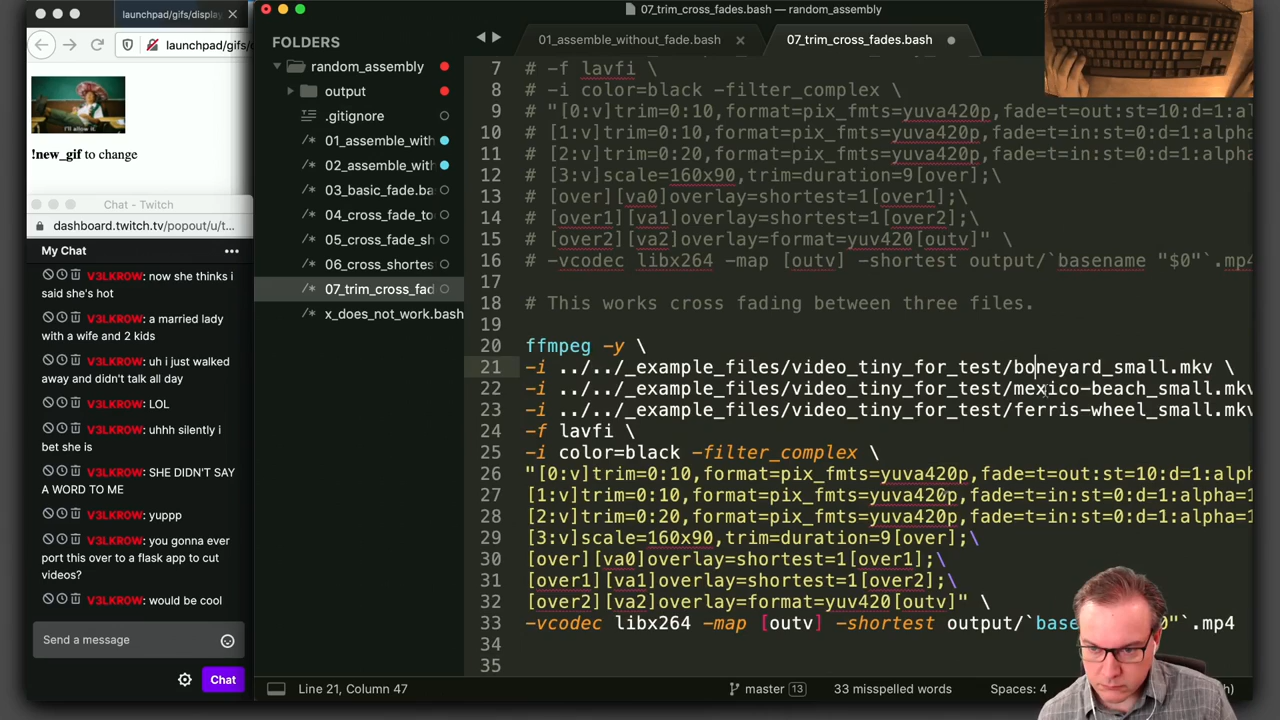 launchpad/gifs/display
launchpad/gifs/d
I'll allow it.
!new_gif to change
Chat - Twitch
dashboard.twitch.tv/popout/u/t...
My Chat
V3LKROW: now she thinks i
said she's hot
V3LKROW: a married lady
with a wife and 2 kids
V3LKROW: uh i just walked
away and didn't talk all day
V3LKROW: LOL
V3LKROW: uhhh silently i
bet she is
V3LKROW: SHE DIDN'T SAY
A WORD TO ME
V3LKROW: yuppp
V3LKROW: you gonna ever
port this over to a flask app to cut
videos?
V3LKROW: would be cool
Send a message
Chat
07_trim_cross_fades.bash — random_assembly
FOLDERS
random_assembly
output
.gitignore
01_assemble_with
02_assemble_with
03_basic_fade.ba
04_cross_fade_to
05_cross_fade_sh
06_cross_shortes
07_trim_cross_fad
x_does_not_work.bash
01_assemble_without_fade.bash
07_trim_cross_fades.bash
7 # -f lavfi \
8 # -i color=black -filter_complex \
9 # "[0:v]trim=0:10,format=pix_fmts=yuva420p,fade=t=out:st=10:d=1:alpha
10 # [1:v]trim=0:10,format=pix_fmts=yuva420p,fade=t=in:st=0:d=1:alpha=
11 # [2:v]trim=0:20,format=pix_fmts=yuva420p,fade=t=in:st=0:d=1:alpha=
12 # [3:v]scale=160x90,trim=duration=9[over];\
13 # [over][va0]overlay=shortest=1[over1];\
14 # [over1][va1]overlay=shortest=1[over2];\
15 # [over2][va2]overlay=format=yuv420[outv]" \
16 # -vcodec libx264 -map [outv] -shortest output/`basename "$0"`.mp4
17
18 # This works cross fading between three files.
19
20 ffmpeg -y \
21 -i ../../_example_files/video_tiny_for_test/boneyard_small.mkv \
22 -i ../../_example_files/video_tiny_for_test/mexico-beach_small.mkv
23 -i ../../_example_files/video_tiny_for_test/ferris-wheel_small.mkv
24 -f lavfi \
25 -i color=black -filter_complex \
26 "[0:v]trim=0:10,format=pix_fmts=yuva420p,fade=t=out:st=10:d=1:alph
27 [1:v]trim=0:10,format=pix_fmts=yuva420p,fade=t=in:st=0:d=1:alpha=1
28 [2:v]trim=0:20,format=pix_fmts=yuva420p,fade=t=in:st=0:d=1:alpha=1
29 [3:v]scale=160x90,trim=duration=9[over];\
30 [over][va0]overlay=shortest=1[over1];\
31 [over1][va1]overlay=shortest=1[over2];\
32 [over2][va2]overlay=format=yuv420[outv]" \
33 -vcodec libx264 -map [outv] -shortest output/`base 0"`.mp4
34
35
Line 21, Column 47
master 13
33 misspelled words
Spaces: 4
h)